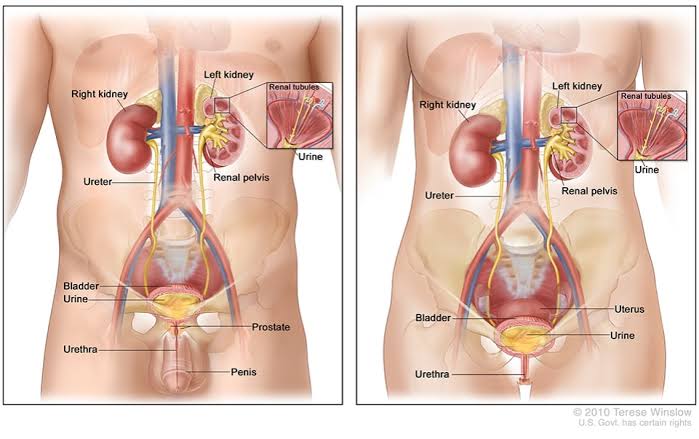 Left kidney
Renal tubules
Right kidney
Urine
Renal pelvis
Ureter
Bladder
Urine
Prostate
Urethra
Penis
Left kidney
Renal tubules
Right kidney
Urine
Renal pelvis
Ureter
Uterus
Bladder
Urine
Urethra
© 2010 Terese Winslow
U.S. Govt. has certain rights